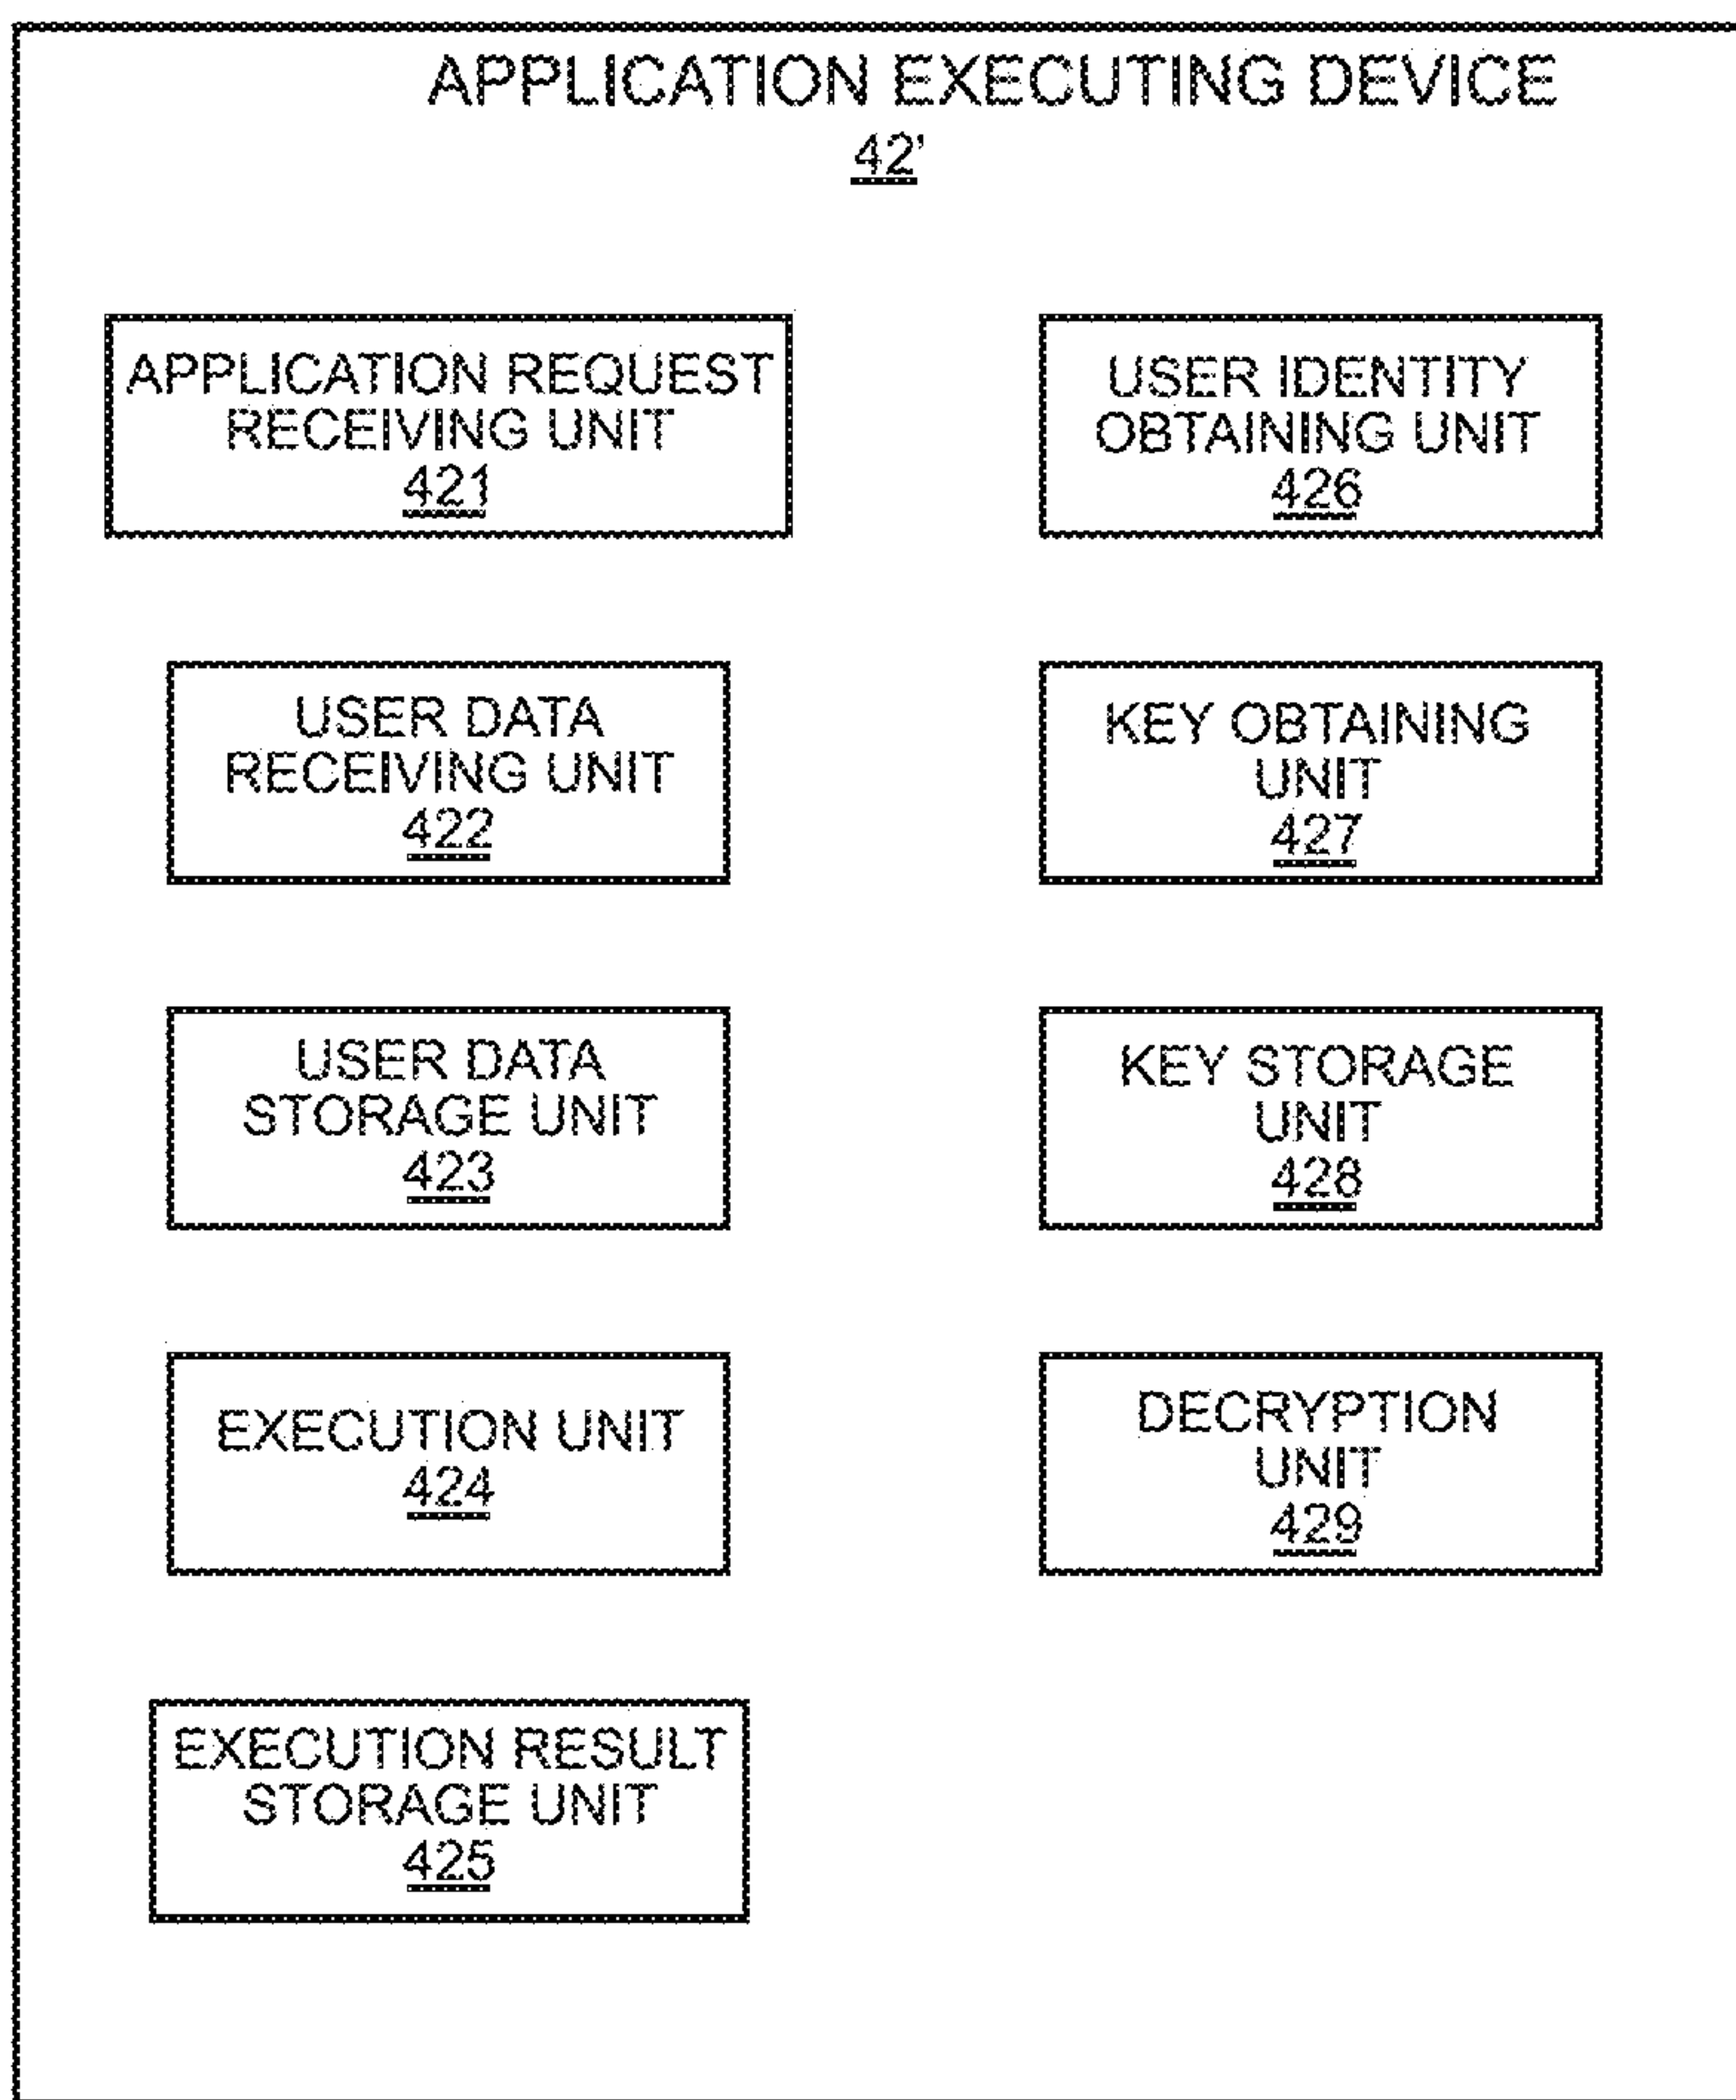 APPLICATION EXECUTING DEVICE
42'
APPLICATION REQUEST
RECEIVING UNIT
421
USER DATA
RECEIVING UNIT
422
USER DATA
STORAGE UNIT
423
EXECUTION UNIT
424
EXECUTION RESULT
STORAGE UNIT
425
USER IDENTITY
OBTAINING UNIT
426
KEY OBTAINING
UNIT
427
KEY STORAGE
UNIT
428
DECRYPTION
UNIT
429